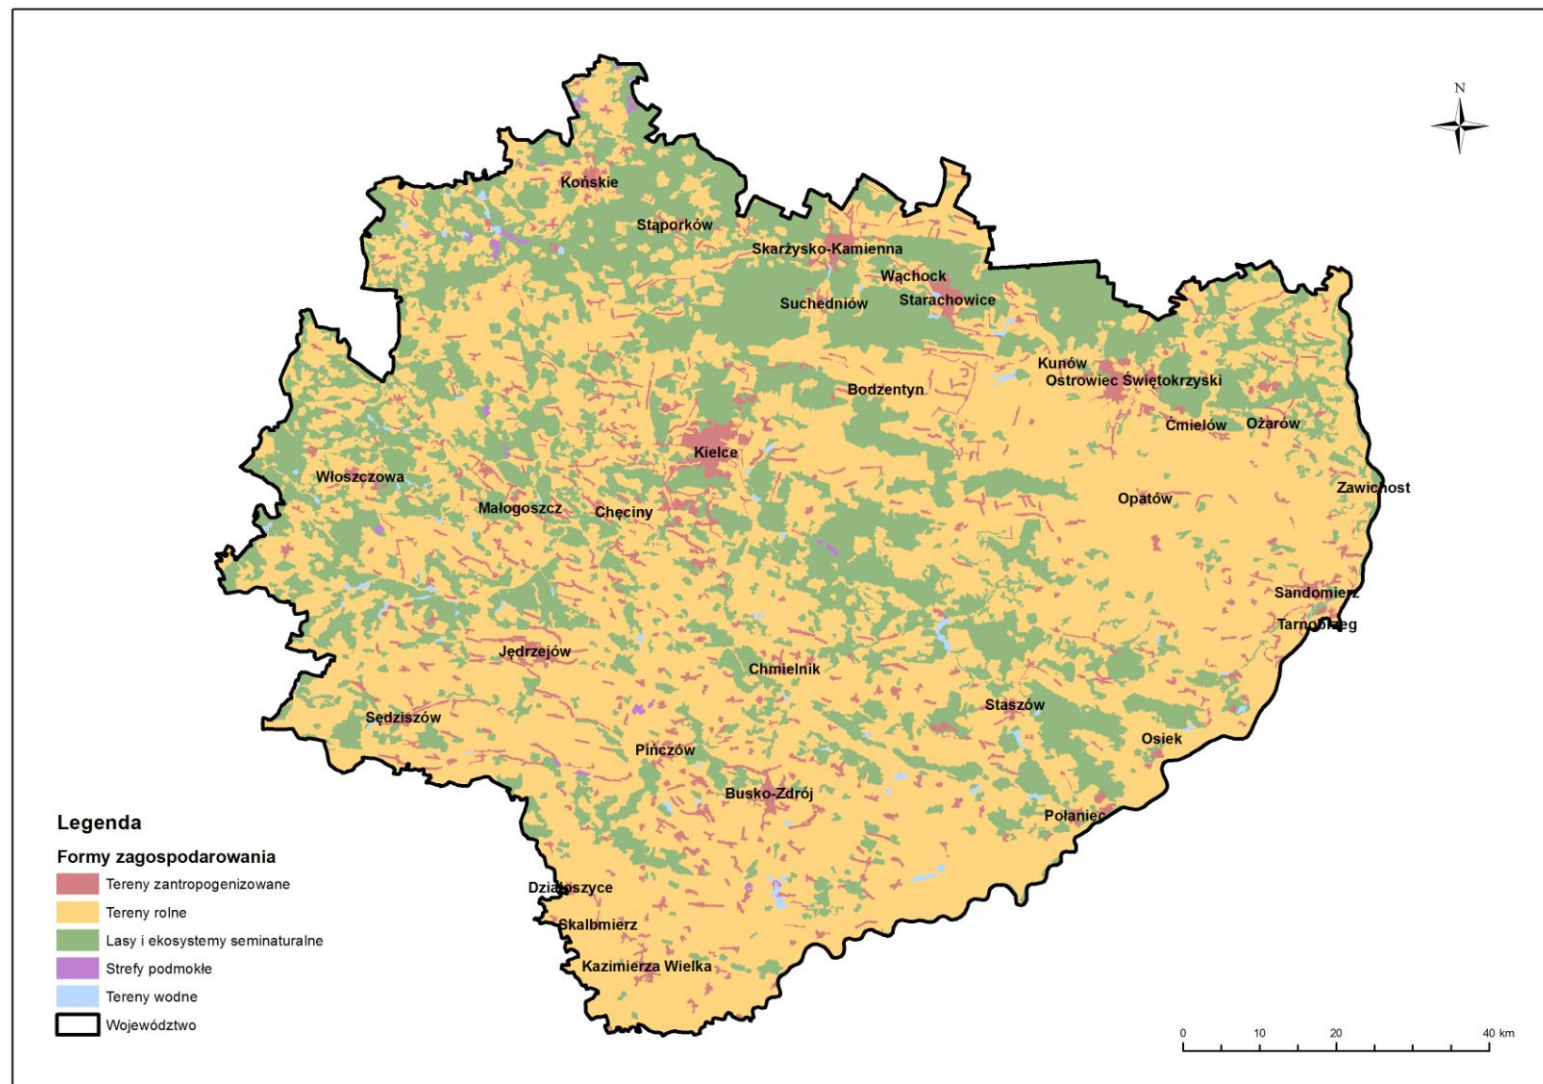 N
Końskie
Stąporków
Skarżysko-Kamienna
Wąchock
Suchedniów
Starachowice
Kunów
Ostrowiec Świętokrzyski
Bodzentyn
Ćmielów
Ożarów
Kielce
Włoszczowa
Zawichost
Opatów
Małogoszcz
Chęciny
Sandomierz
Tarnobrzeg
Jędrzejów
Chmielnik
Staszów
Sędziszów
Osiek
Pińczów
Busko-Zdrój
Połaniec
Działoszyce
Skalbmierz
Kazimierza Wielka
Legenda
Formy zagospodarowania
Tereny zantropogenizowane
Tereny rolne
Lasy i ekosystemy seminaturalne
Strefy podmokłe
Tereny wodne
Województwo
0 10 20 40 km